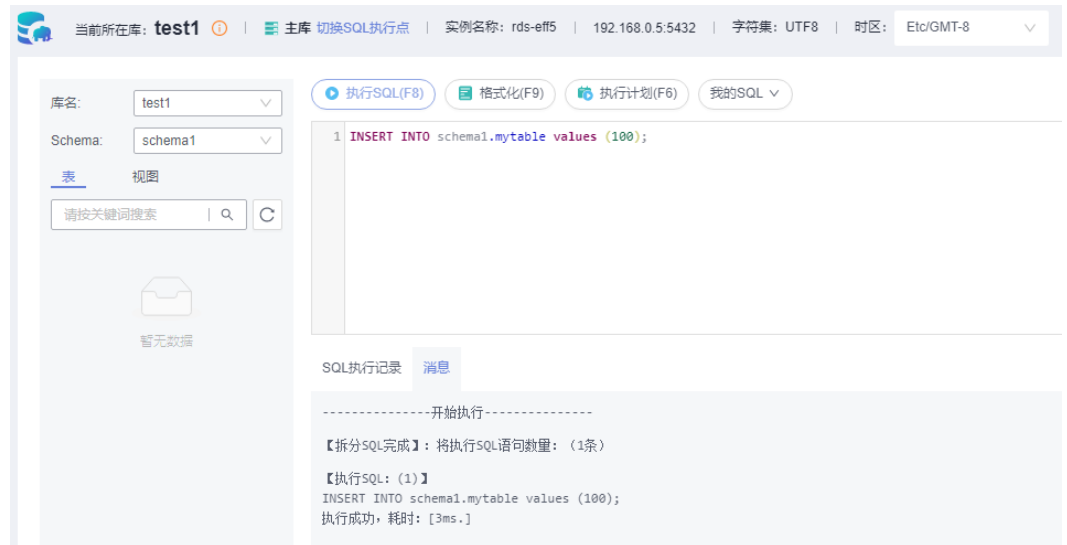 当前所在库: test1 | 主库 切换SQL执行点 | 实例名称: rds-eff5 | 192.168.0.5:5432 | 字符集: UTF8 | 时区: Etc/GMT-8
库名: test1
Schema: schema1
表 视图
请按关键词搜索
暂无数据
执行SQL(F8) 格式化(F9) 执行计划(F6) 我的SQL
1 INSERT INTO schema1.mytable values (100);
SQL执行记录 消息
---------------开始执行---------------
【拆分SQL完成】: 将执行SQL语句数量: (1条)
【执行SQL: (1)】
INSERT INTO schema1.mytable values (100);
执行成功，耗时: [3ms.]